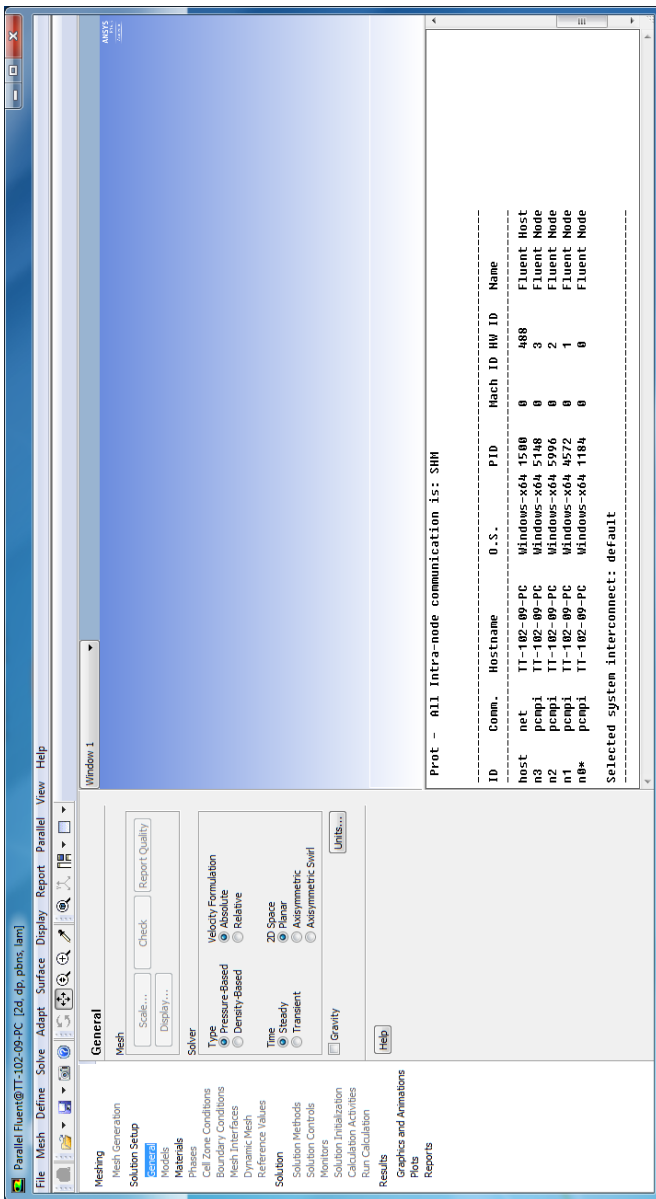 Parallel Fluent@TT-102-09-PC [2d, dp, pbns, lam]
File Mesh Define Solve Adapt Surface Display Report Parallel View Help
Meshing
Mesh Generation
Solution Setup
General
Models
Materials
Phases
Cell Zone Conditions
Boundary Conditions
Mesh Interfaces
Dynamic Mesh
Reference Values
Solution
Solution Methods
Solution Controls
Monitors
Solution Initialization
Calculation Activities
Run Calculation
Results
Graphics and Animations
Plots
Reports
General
Mesh
Scale... Check Report Quality
Display...
Solver
Type Velocity Formulation
Pressure-Based Absolute
Density-Based Relative
Time 2D Space
Steady Planar
Transient Axisymmetric
Axisymmetric Swirl
Gravity Units...
Help
Window 1
ANSYS
Prot - All Intra-node communication is: SHM
------------------------------------------------------------------------------
ID Comm. Hostname O.S. PID Mach ID HW ID Name
------------------------------------------------------------------------------
host net TT-102-09-PC Windows-x64 1500 0 488 Fluent Host
n3 pcmpi TT-102-09-PC Windows-x64 5148 0 3 Fluent Node
n2 pcmpi TT-102-09-PC Windows-x64 5996 0 2 Fluent Node
n1 pcmpi TT-102-09-PC Windows-x64 4572 0 1 Fluent Node
n0* pcmpi TT-102-09-PC Windows-x64 1184 0 0 Fluent Node
Selected system interconnect: default
------------------------------------------------------------------------------